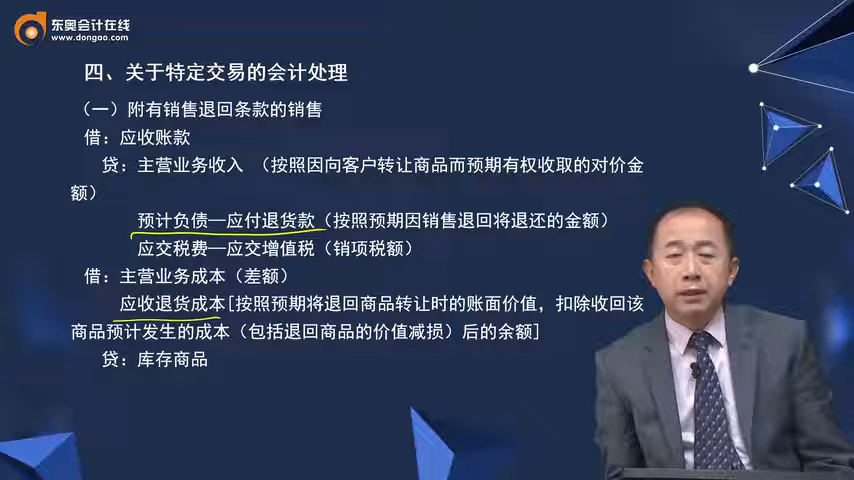 东奥会计在线
www.dongao.com
四、关于特定交易的会计处理
（一）附有销售退回条款的销售
借：应收账款
贷：主营业务收入 （按照因向客户转让商品而预期有权收取的对价金
额）
预计负债—应付退货款（按照预期因销售退回将退还的金额）
应交税费—应交增值税（销项税额）
借：主营业务成本（差额）
应收退货成本[按照预期将退回商品转让时的账面价值，扣除收回该
商品预计发生的成本（包括退回商品的价值减损）后的余额]
贷：库存商品